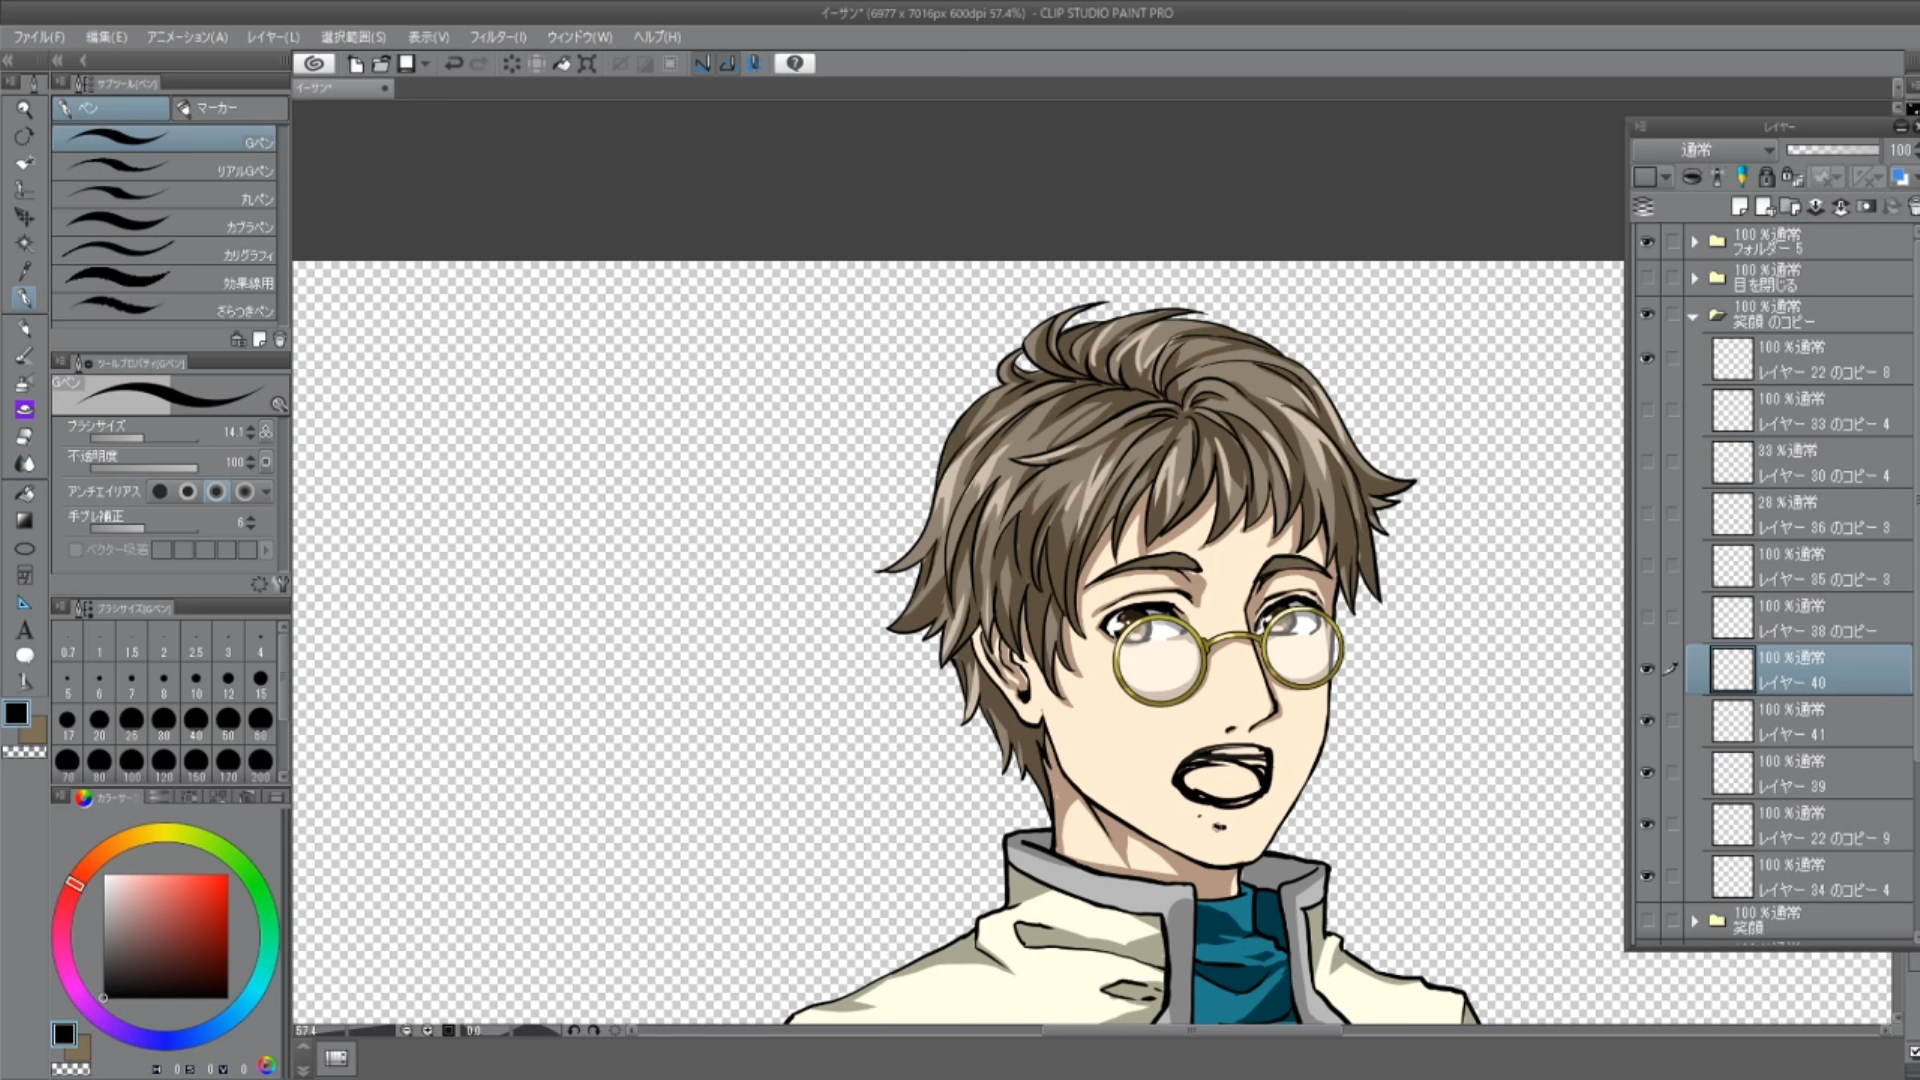 イーサン* (6977 x 7016px 600dpi 57.4%) - CLIP STUDIO PAINT PRO
ファイル(F) 編集(E) アニメーション(A) レイヤー(L) 選択範囲(S) 表示(V) フィルター(I) ウィンドウ(W) ヘルプ(H)
サブツール[ペン]
イーサン*
ペン
マーカー
Gペン
リアルGペン
丸ペン
カブラペン
カリグラフィ
効果線用
ざらつきペン
ツールプロパティ[Gペン]
Gペン
ブラシサイズ 14.1
不透明度 100
アンチエイリアス
手ブレ補正 6
ベクター吸着
ブラシサイズ[Gペン]
0.7 1 1.5 2 2.5 3 4
5 6 7 8 10 12 15
17 20 25 30 40 50 60
70 80 100 120 150 170 200
カラーサー
H 0 S 0 V 0
57.4
0.0
レイヤー
通常 100
100 %通常
フォルダー 5
100 %通常
目を閉じる
100 %通常
笑顔 のコピー
100 %通常
レイヤー 22 のコピー 8
100 %通常
レイヤー 33 のコピー 4
33 %通常
レイヤー 30 のコピー 4
28 %通常
レイヤー 36 のコピー 3
100 %通常
レイヤー 35 のコピー 3
100 %通常
レイヤー 38 のコピー
100 %通常
レイヤー 40
100 %通常
レイヤー 41
100 %通常
レイヤー 39
100 %通常
レイヤー 22 のコピー 9
100 %通常
レイヤー 34 のコピー 4
100 %通常
笑顔